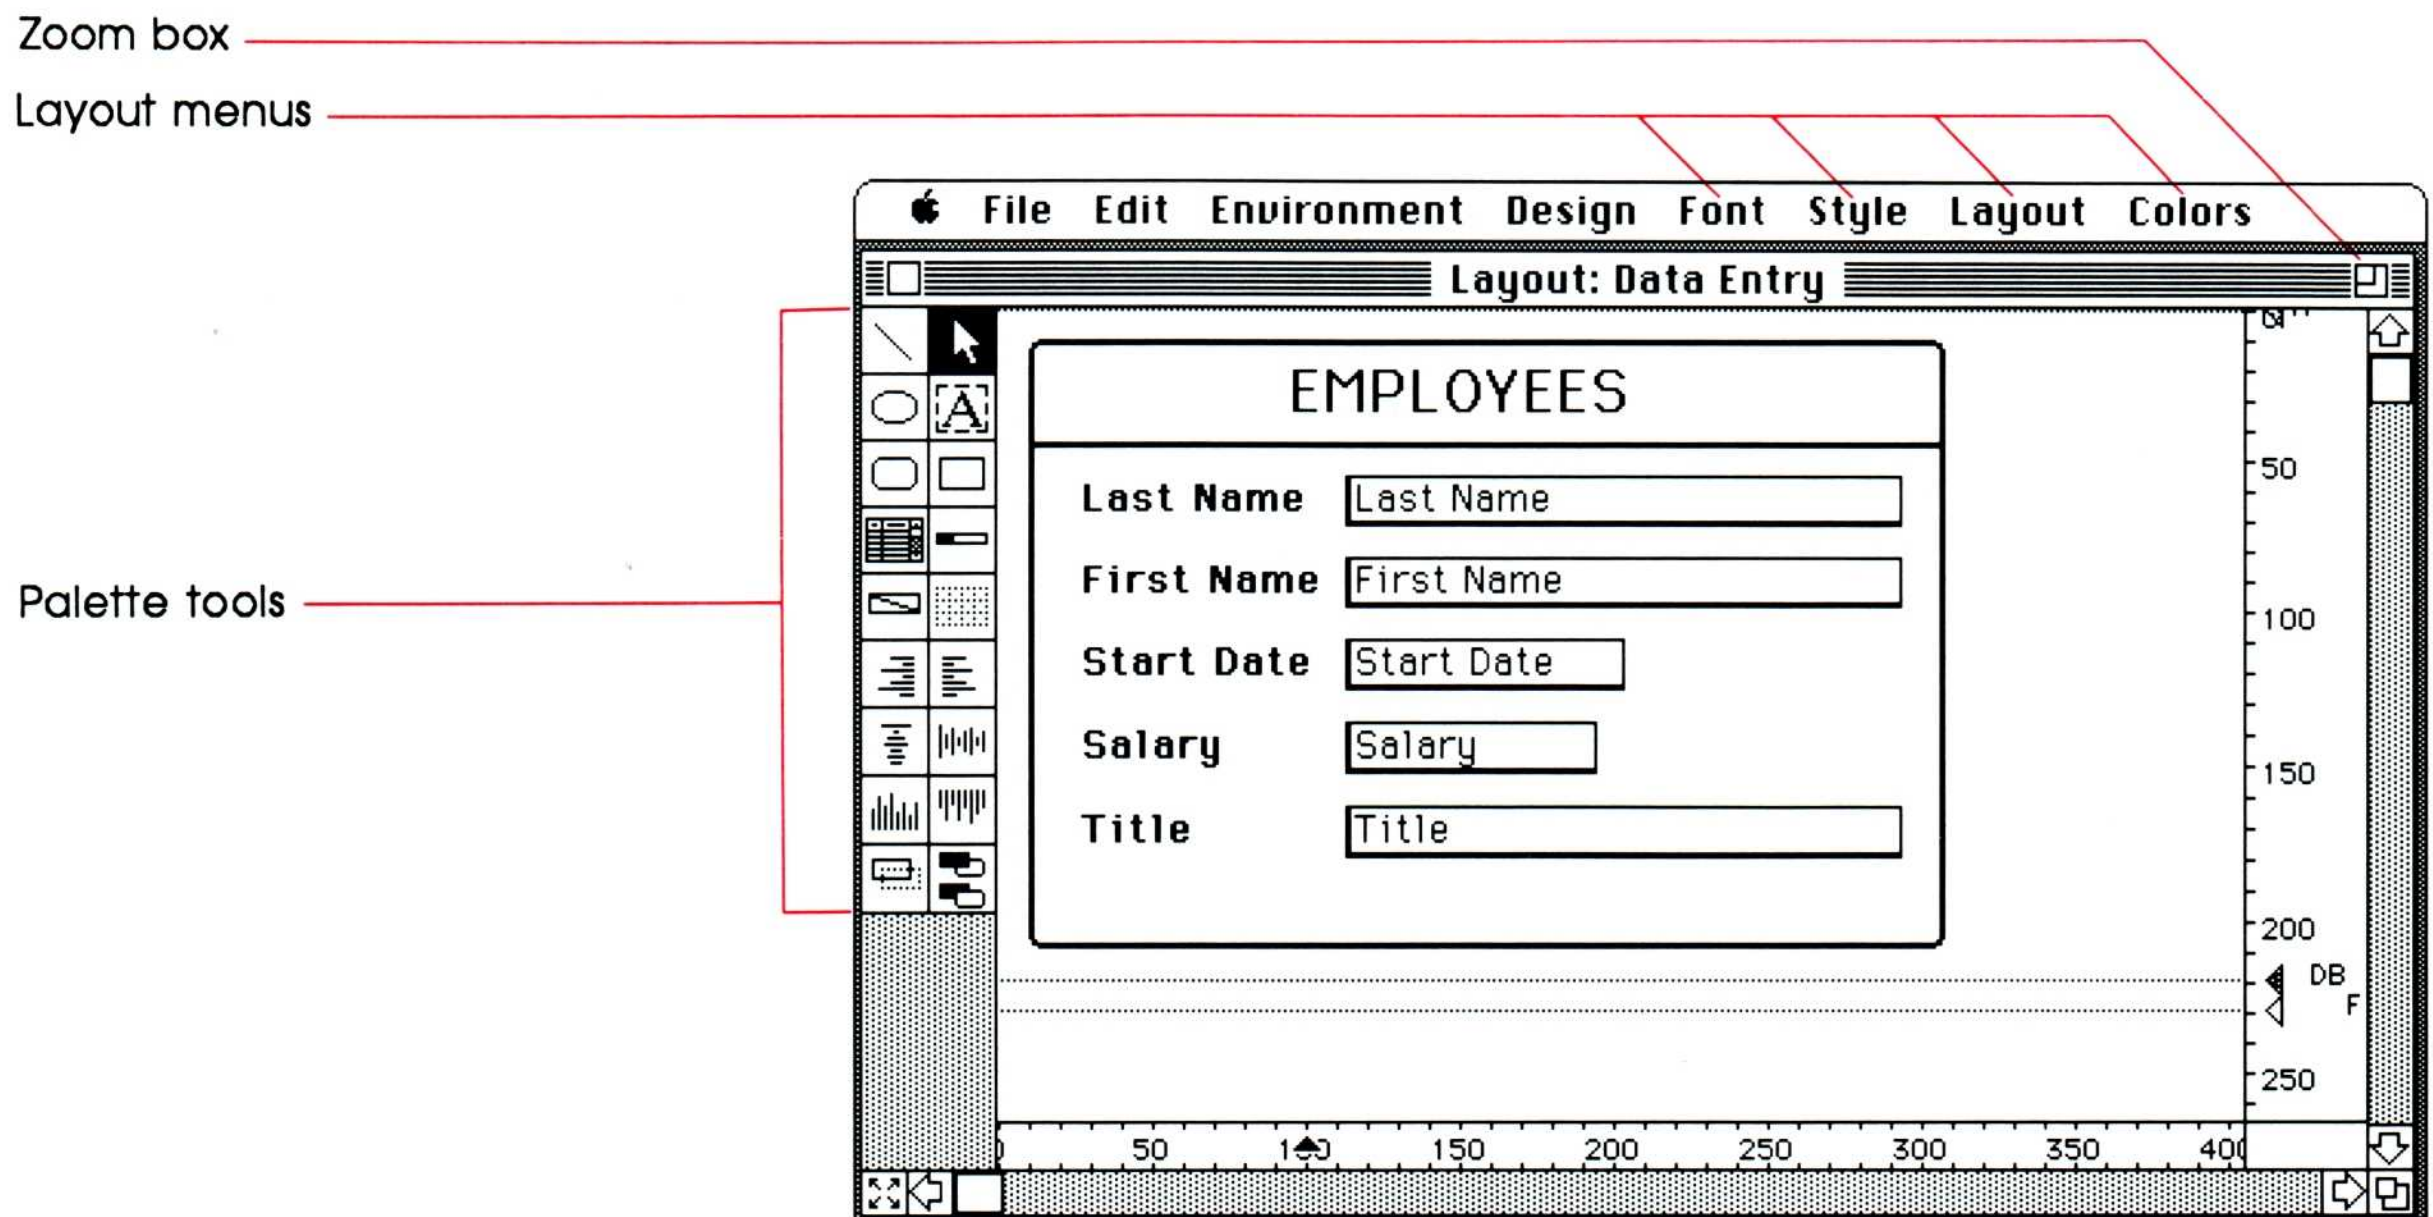 Zoom box
Layout menus
File Edit Environment Design Font Style Layout Colors
Layout: Data Entry
A
EMPLOYEES
Last Name Last Name
50
First Name First Name
100
Palette tools
Start Date Start Date
Salary Salary
150
Title Title
200
DB
F
250
50 150 200 250 300 350 400